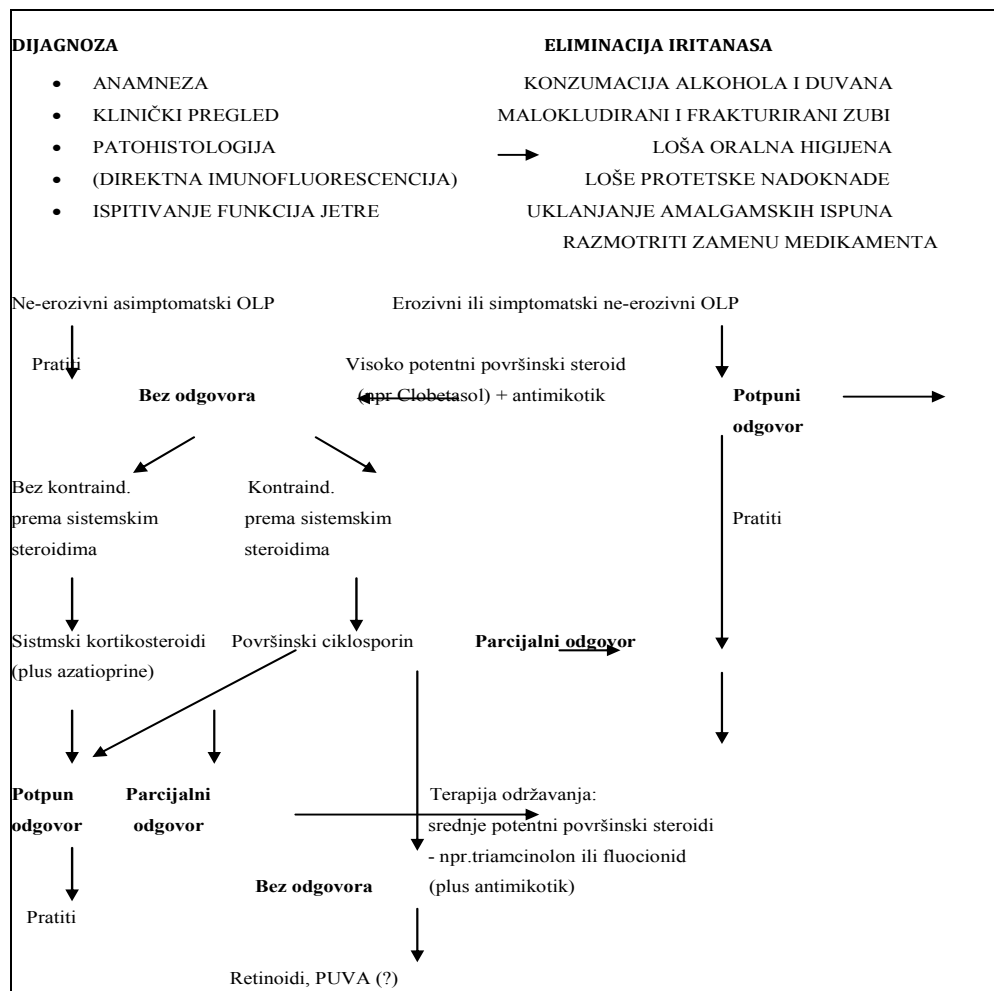 DIJAGNOZA
• ANAMNEZA
• KLINIČKI PREGLED
• PATOHISTOLOGIJA
• (DIREKTNA IMUNOFLUORESCENCIJA)
• ISPITIVANJE FUNKCIJA JETRE
ELIMINACIJA IRITANASA
KONZUMACIJA ALKOHOLA I DUVANA
MALOKLUDIRANI I FRAKTURIRANI ZUBI
LOŠA ORALNA HIGIJENA
LOŠE PROTETSKE NADOKNADE
UKLANJANJE AMALGAMSKIH ISPUNA
RAZMOTRITI ZAMENU MEDIKAMENTA
Ne-erozivni asimptomatski OLP
Erozivni ili simptomatski ne-erozivni OLP
Pratiti
Visoko potentni površinski steroid
(npr Clobetasol) + antimikotik
Bez odgovora
Potpuni
odgovor
Bez kontraind.
prema sistemskim
steroidima
Kontraind.
prema sistemskim
steroidima
Pratiti
Sistmski kortikosteroidi
(plus azatioprine)
Površinski ciklosporin
Parcijalni odgovor
Potpun
odgovor
Parcijalni
odgovor
Terapija održavanja:
srednje potentni površinski steroidi
- npr.triamcinolon ili fluocionid
(plus antimikotik)
Bez odgovora
Pratiti
Retinoidi, PUVA (?)